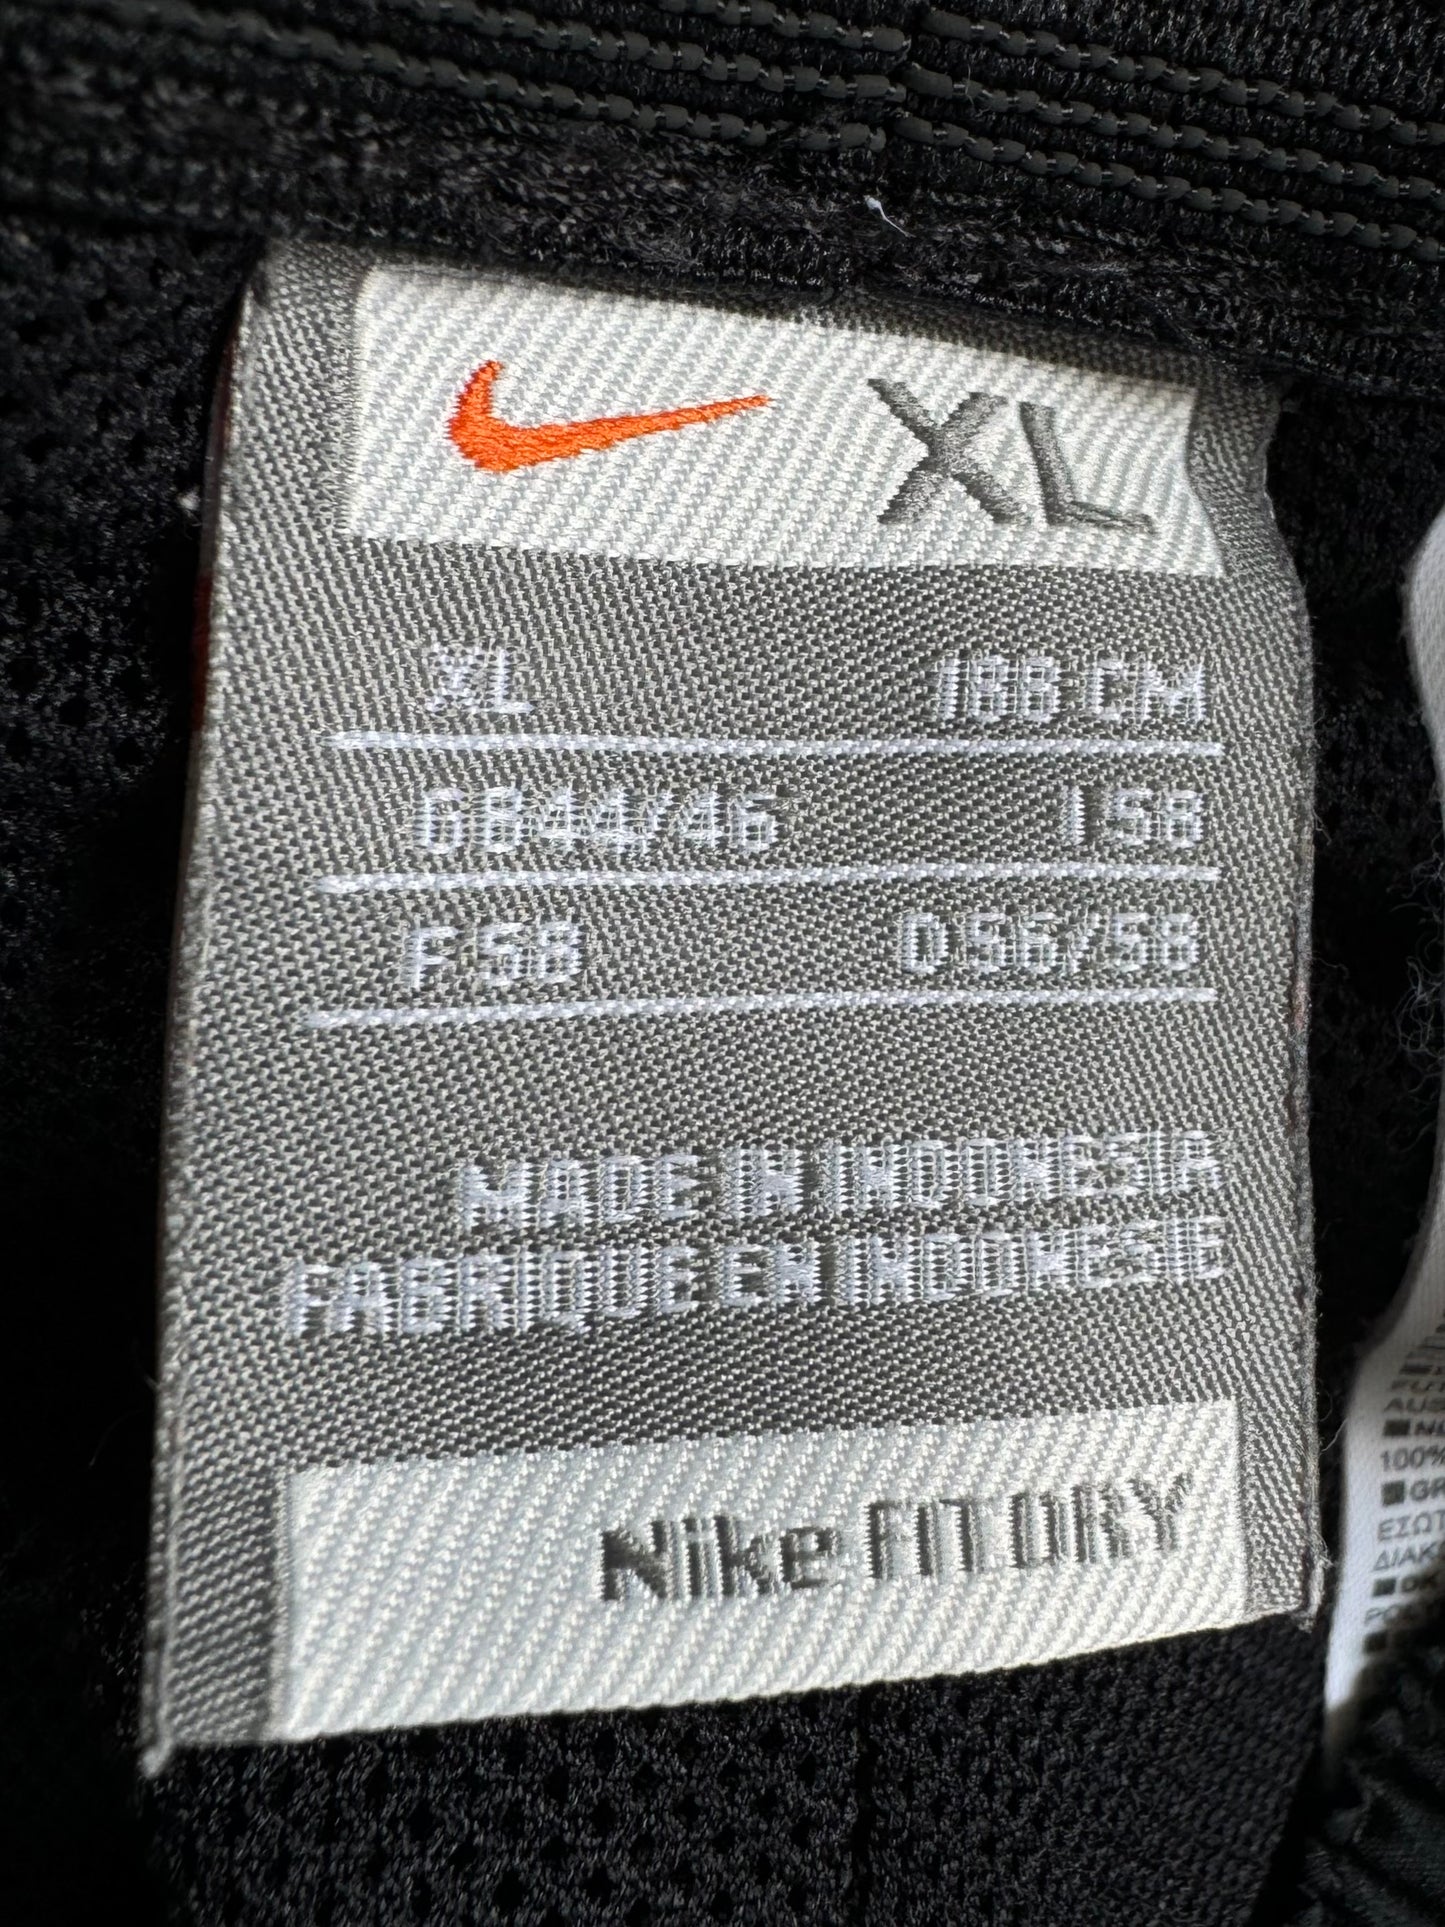 XL
XL 188 CM
GB 44/46 I 58
F 58 D 56/58
MADE IN INDONESIA
FABRIQUE EN INDONESIE
Nike FIT DRY
100%